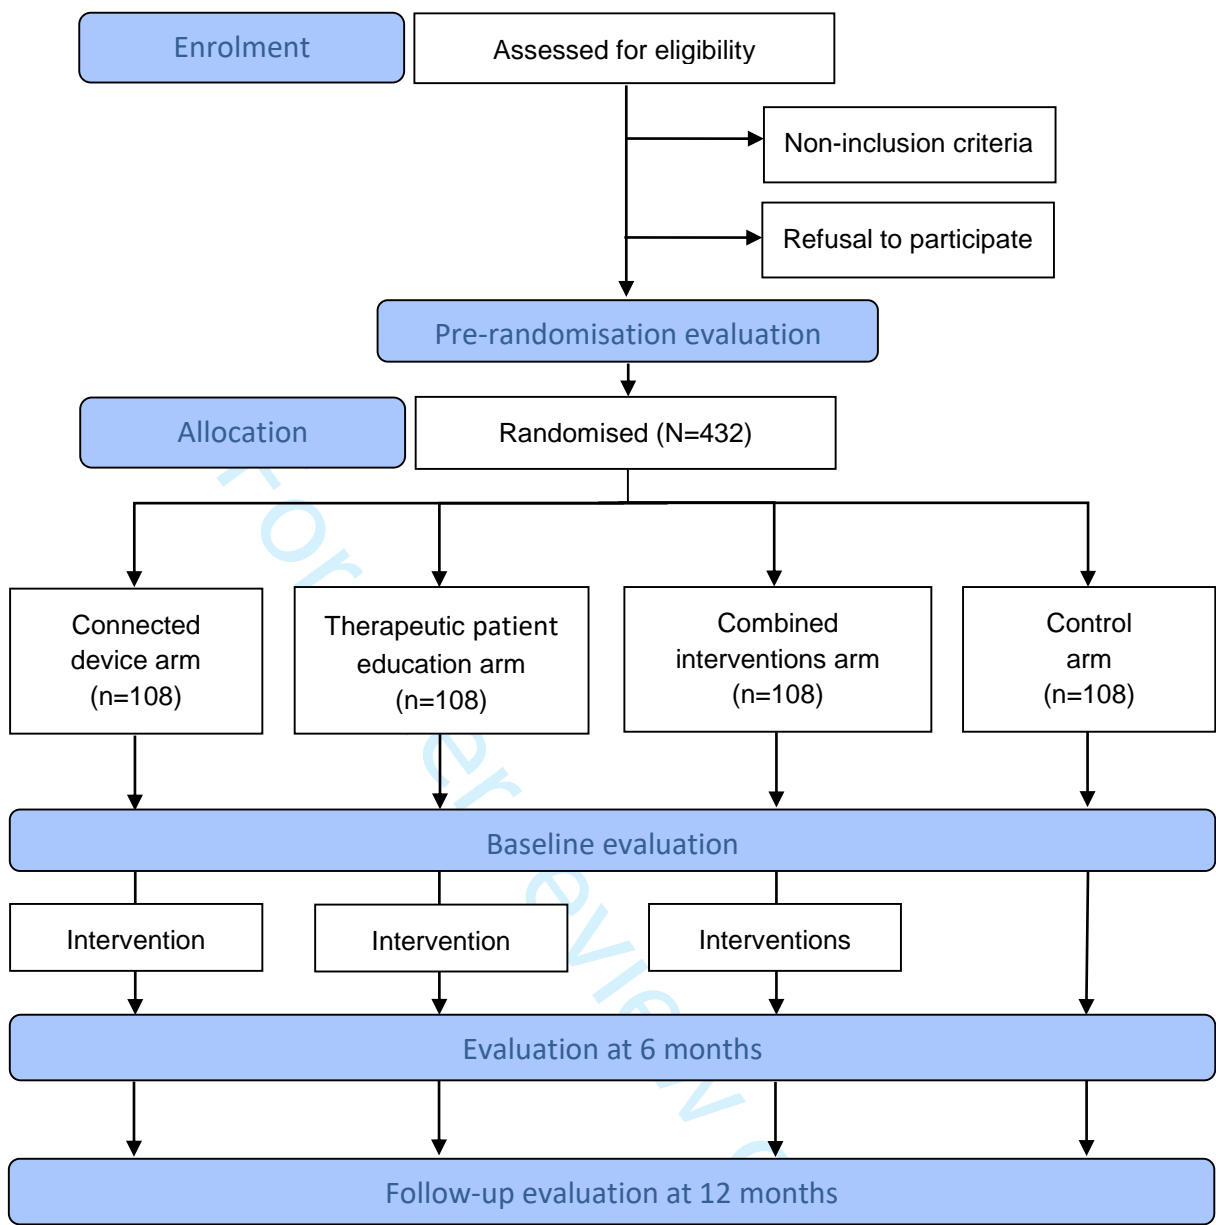 Enrolment
Assessed for eligibility
Non-inclusion criteria
Refusal to participate
Pre-randomisation evaluation
Allocation
Randomised (N=432)
Connected
device arm
(n=108)
Therapeutic patient
education arm
(n=108)
Combined
interventions arm
(n=108)
Control
arm
(n=108)
Baseline evaluation
Intervention
Intervention
Interventions
Evaluation at 6 months
Follow-up evaluation at 12 months